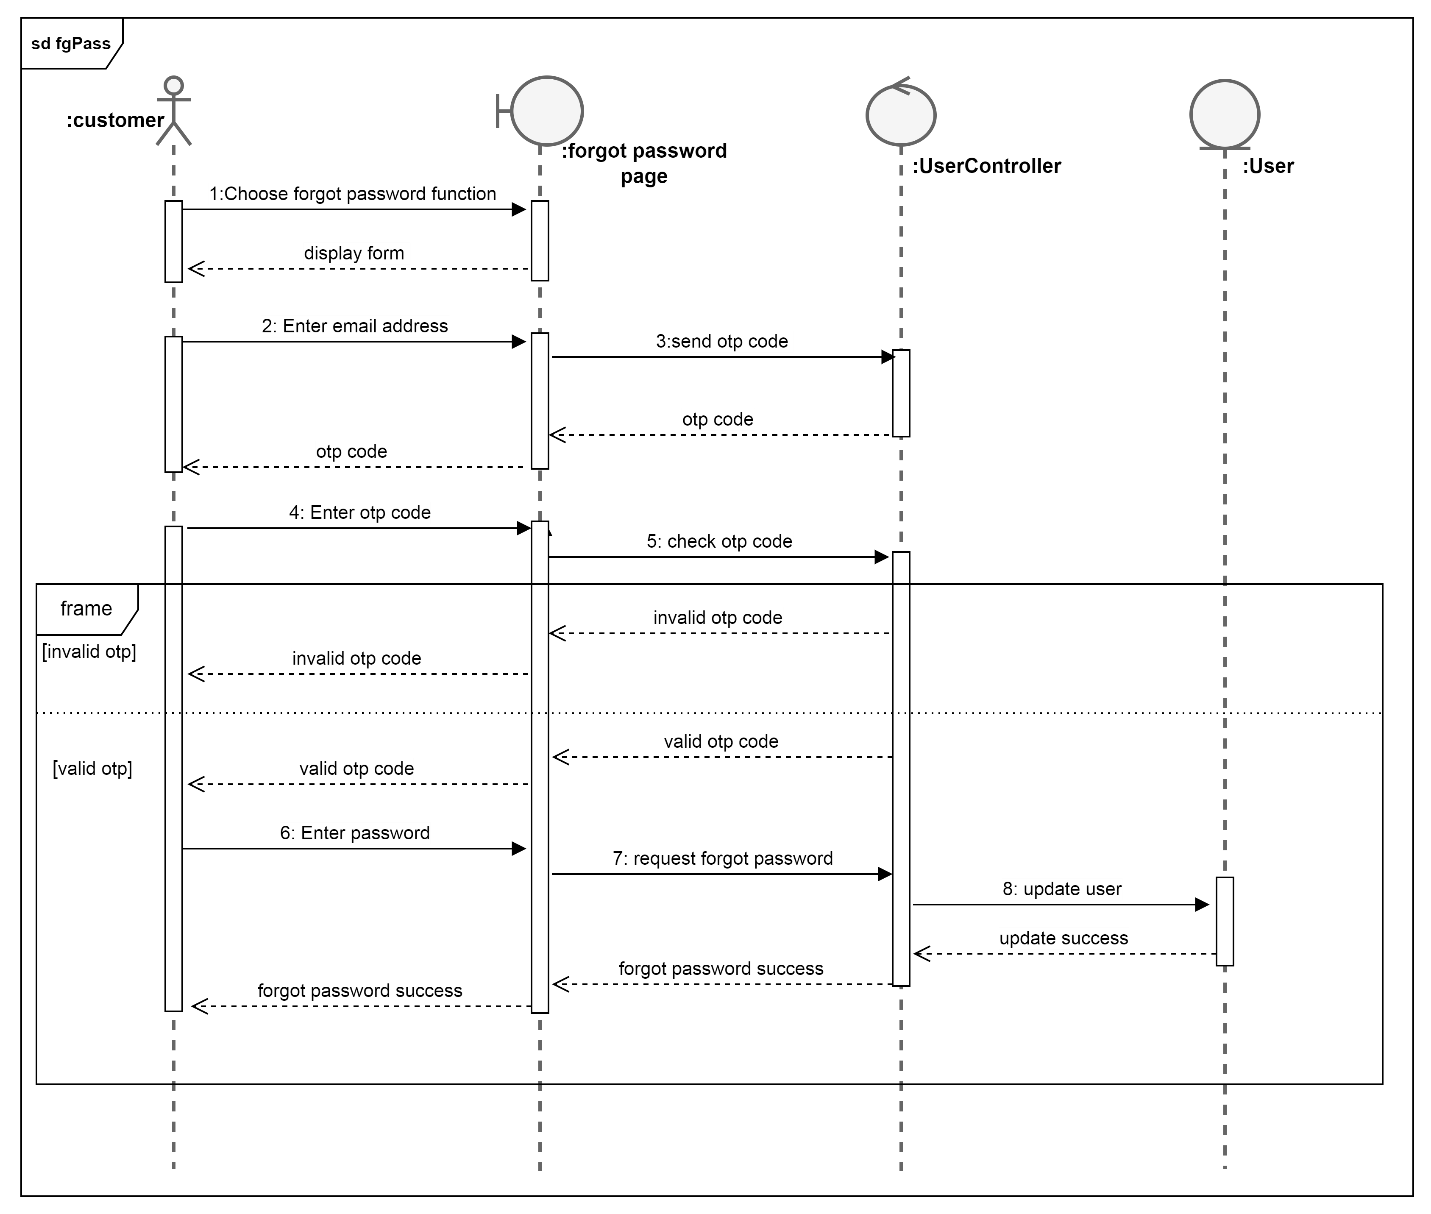 sd fgPass
:customer
:forgot password
page
:UserController
:User
1:Choose forgot password function
display form
2: Enter email address
3:send otp code
otp code
otp code
4: Enter otp code
5: check otp code
frame
[invalid otp]
invalid otp code
invalid otp code
valid otp code
[valid otp]
valid otp code
6: Enter password
7: request forgot password
8: update user
update success
forgot password success
forgot password success